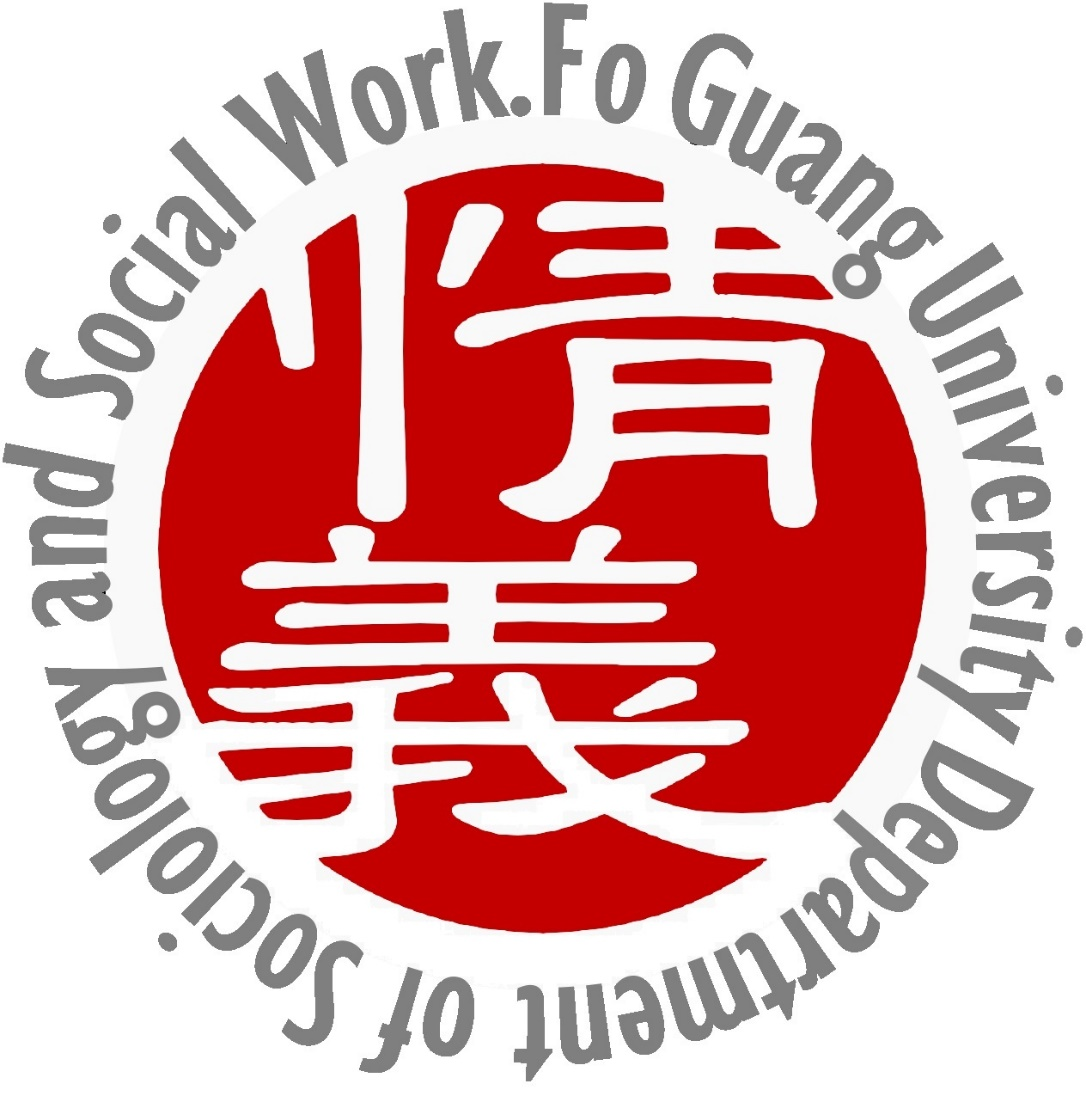 Department of Sociology and Social Work.Fo Guang University
情
義